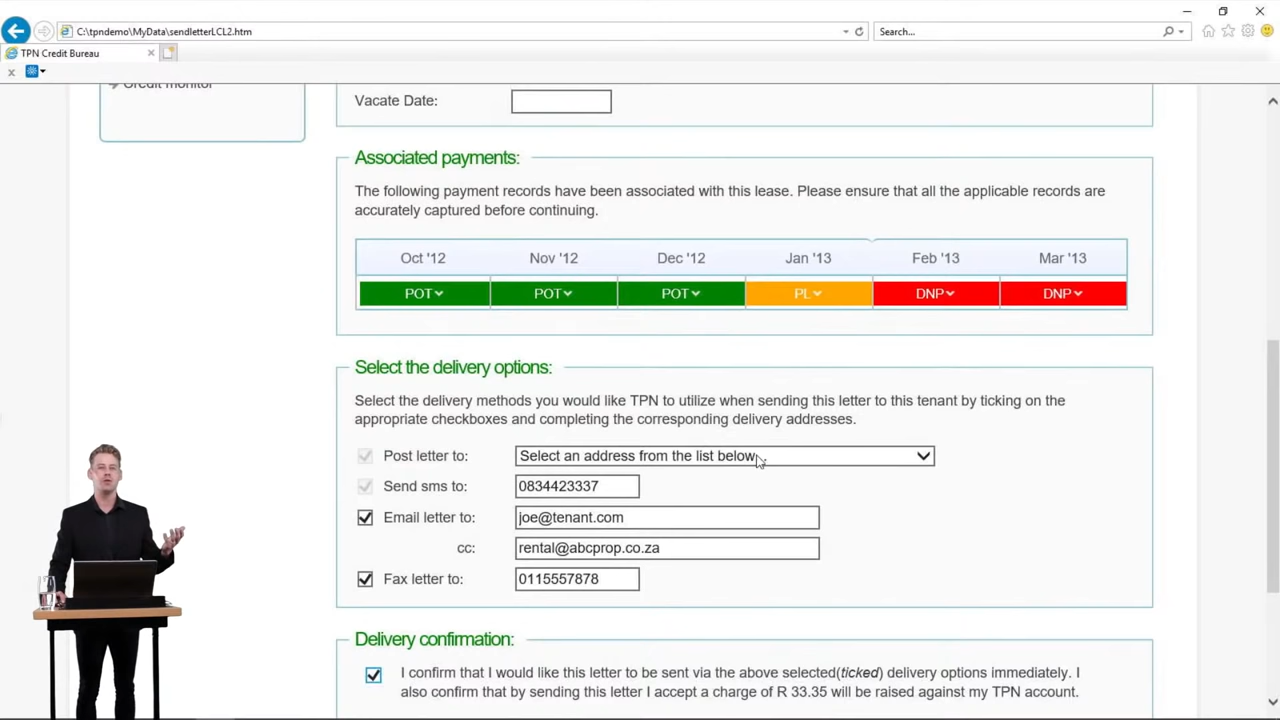 C:\tpndemo\MyData\sendletterLCL2.htm
Search...
TPN Credit Bureau
Credit monitor
Vacate Date:
Associated payments:
The following payment records have been associated with this lease. Please ensure that all the applicable records are
accurately captured before continuing.
Oct '12 Nov '12 Dec '12 Jan '13 Feb '13 Mar '13
POT POT POT PL DNP DNP
Select the delivery options:
Select the delivery methods you would like TPN to utilize when sending this letter to this tenant by ticking on the
appropriate checkboxes and completing the corresponding delivery addresses.
Post letter to: Select an address from the list below
Send sms to: 0834423337
Email letter to: joe@tenant.com
cc: rental@abcprop.co.za
Fax letter to: 0115557878
Delivery confirmation:
I confirm that I would like this letter to be sent via the above selected(ticked) delivery options immediately. I
also confirm that by sending this letter I accept a charge of R 33.35 will be raised against my TPN account.